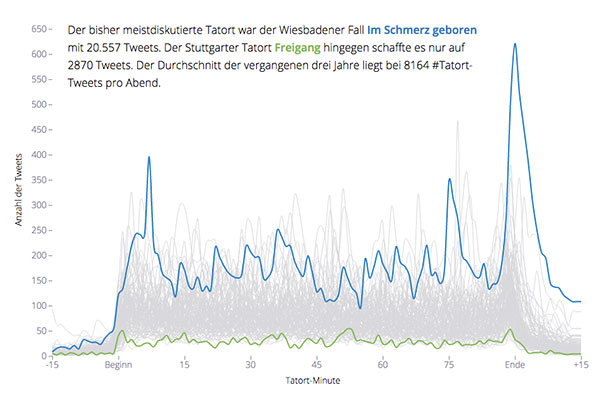 Der bisher meistdiskutierte Tatort war der Wiesbadener Fall Im Schmerz geboren
mit 20.557 Tweets. Der Stuttgarter Tatort Freigang hingegen schaffte es nur auf
2870 Tweets. Der Durchschnitt der vergangenen drei Jahre liegt bei 8164 #Tatort-
Tweets pro Abend.
Anzahl der Tweets
650
600
550
500
450
400
350
300
250
200
150
100
50
0
-15 Beginn 15 30 45 60 75 Ende +15
Tatort-Minute